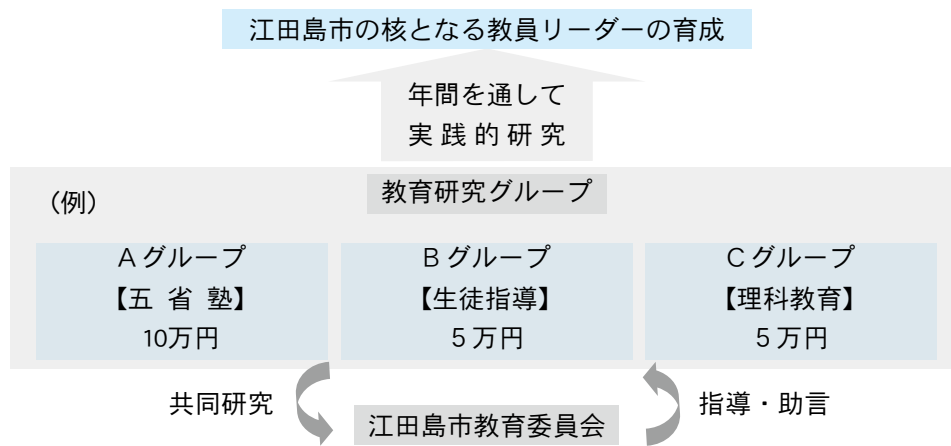 江田島市の核となる教員リーダーの育成
年間を通して
実 践 的 研 究
教育研究グループ
（例）
Ａグループ
【五 省 塾】
10万円
Ｂグループ
【生徒指導】
５万円
Ｃグループ
【理科教育】
５万円
共同研究
江田島市教育委員会
指導・助言